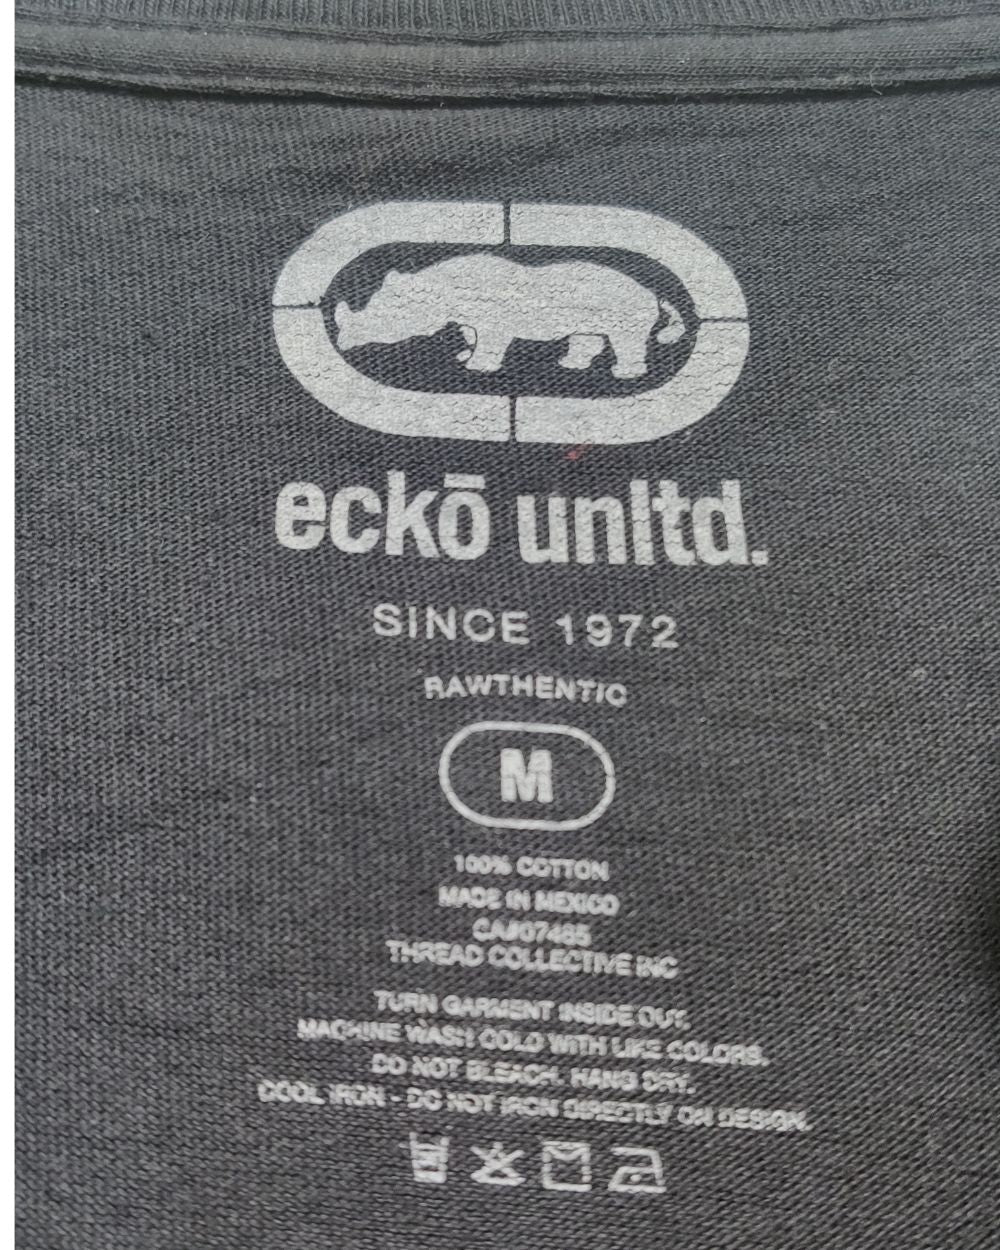 eckō unltd.
SINCE 1972
RAWTHENTIC
M
100% COTTON
MADE IN MEXICO
CA#07485
THREAD COLLECTIVE INC
TURN GARMENT INSIDE OUT.
MACHINE WASH COLD WITH LIKE COLORS.
DO NOT BLEACH. HANG DRY.
COOL IRON - DO NOT IRON DIRECTLY ON DESIGN.